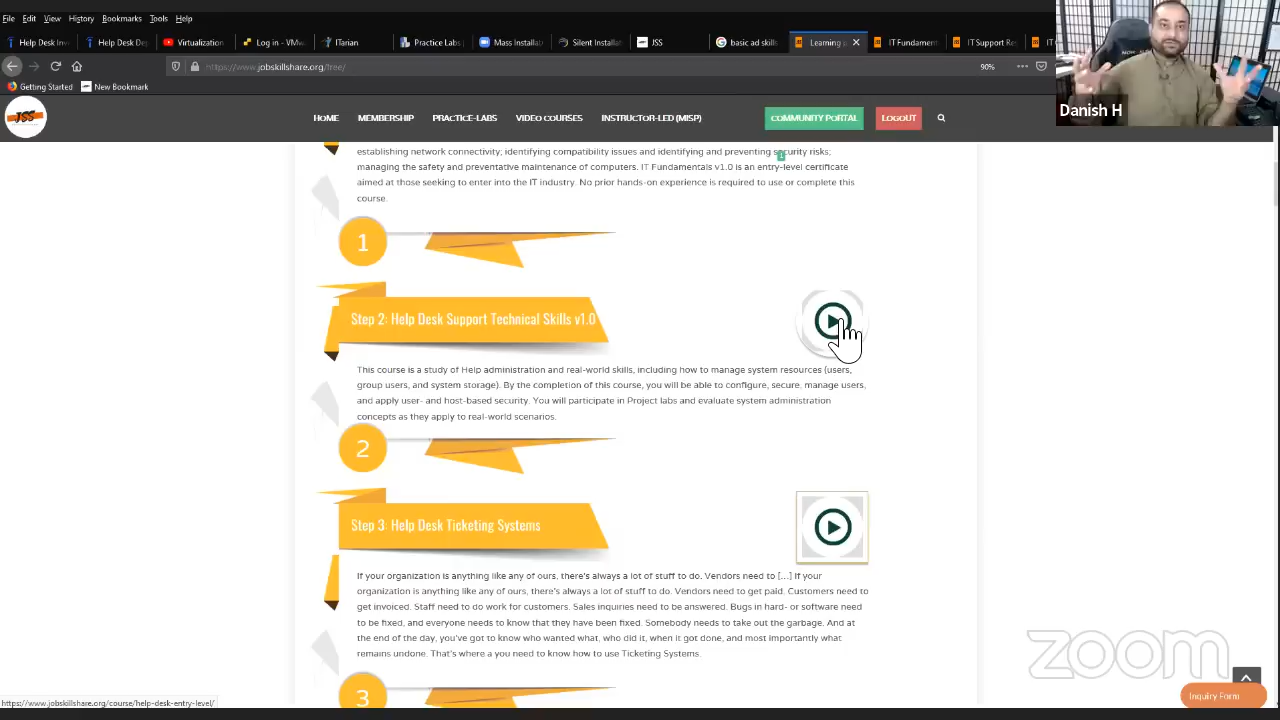 File Edit View History Bookmarks Tools Help
Help Desk Inv Help Desk De Virtualization Log in - VMw ITarian Practice Labs Mass Installat Silent Installat JSS basic ad skills Learning p IT Fundament IT Support Re IT
https://www.jobskillshare.org/free/ 90%
Getting Started New Bookmark
Danish H
JSS HOME MEMBERSHIP PRACTICE-LABS VIDEO COURSES INSTRUCTOR-LED (MISP) COMMUNITY PORTAL LOGOUT
establishing network connectivity; identifying compatibility issues and identifying and preventing security risks;
1
managing the safety and preventative maintenance of computers. IT Fundamentals v1.0 is an entry-level certificate
aimed at those seeking to enter into the IT industry. No prior hands-on experience is required to use or complete this
course.
1
Step 2: Help Desk Support Technical Skills v1.0
This course is a study of Help administration and real-world skills, including how to manage system resources (users,
group users, and system storage). By the completion of this course, you will be able to configure, secure, manage users,
and apply user- and host-based security. You will participate in Project labs and evaluate system administration
concepts as they apply to real-world scenarios.
2
Step 3: Help Desk Ticketing Systems
If your organization is anything like any of ours, there's always a lot of stuff to do. Vendors need to [...] If your
organization is anything like any of ours, there's always a lot of stuff to do. Vendors need to get paid. Customers need to
get invoiced. Staff need to do work for customers. Sales inquiries need to be answered. Bugs in hard- or software need
to be fixed, and everyone needs to know that they have been fixed. Somebody needs to take out the garbage. And at
the end of the day, you've got to know who wanted what, who did it, when it got done, and most importantly what
remains undone. That's where a you need to know how to use Ticketing Systems.
zoom
3
Inquiry Form
https://www.jobskillshare.org/course/help-desk-entry-level/